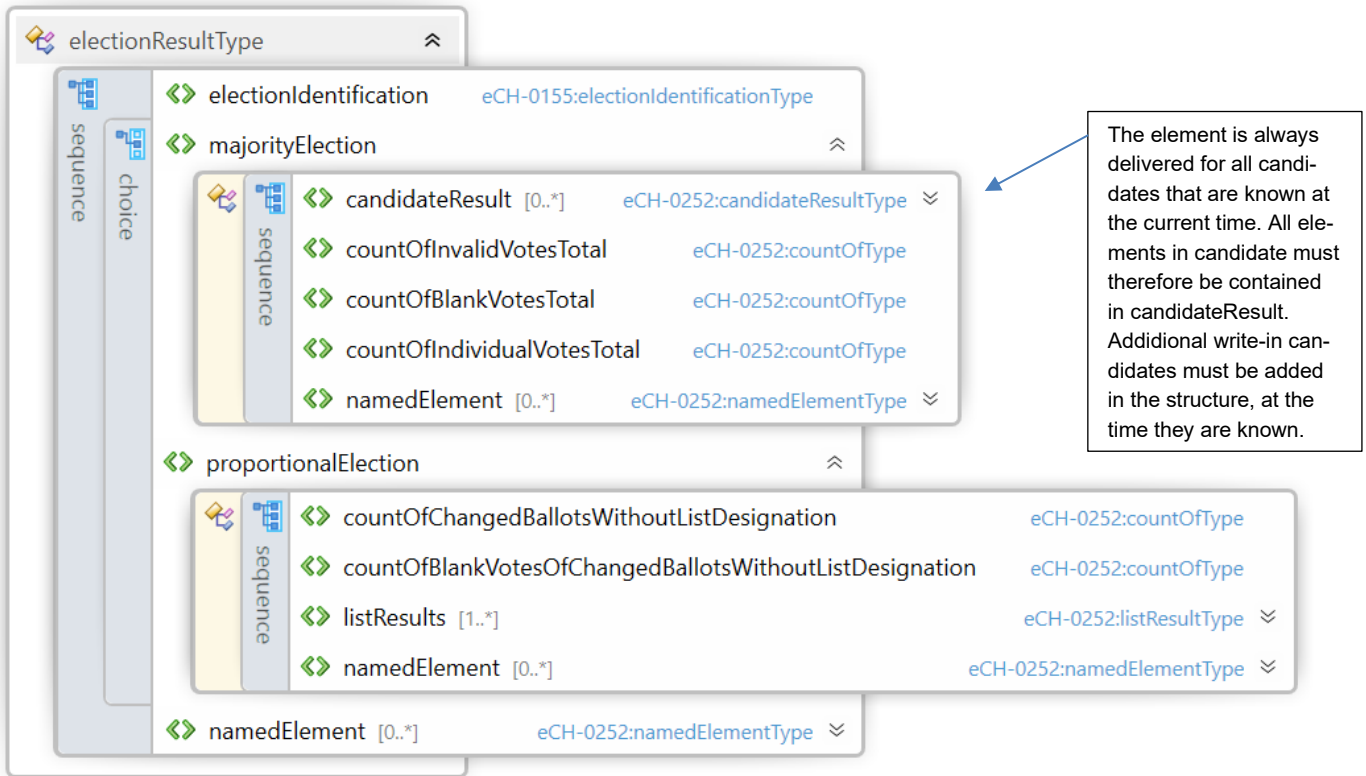 electionResultType
sequence
choice
electionIdentification eCH-0155:electionIdentificationType
majorityElection
sequence
candidateResult [0..*] eCH-0252:candidateResultType
countOfInvalidVotesTotal eCH-0252:countOfType
countOfBlankVotesTotal eCH-0252:countOfType
countOfIndividualVotesTotal eCH-0252:countOfType
namedElement [0..*] eCH-0252:namedElementType
The element is always
delivered for all candi-
dates that are known at
the current time. All ele-
ments in candidate must
therefore be contained
in candidateResult.
Addidional write-in can-
didates must be added
in the structure, at the
time they are known.
proportionalElection
sequence
countOfChangedBallotsWithoutListDesignation eCH-0252:countOfType
countOfBlankVotesOfChangedBallotsWithoutListDesignation eCH-0252:countOfType
listResults [1..*] eCH-0252:listResultType
namedElement [0..*] eCH-0252:namedElementType
namedElement [0..*] eCH-0252:namedElementType